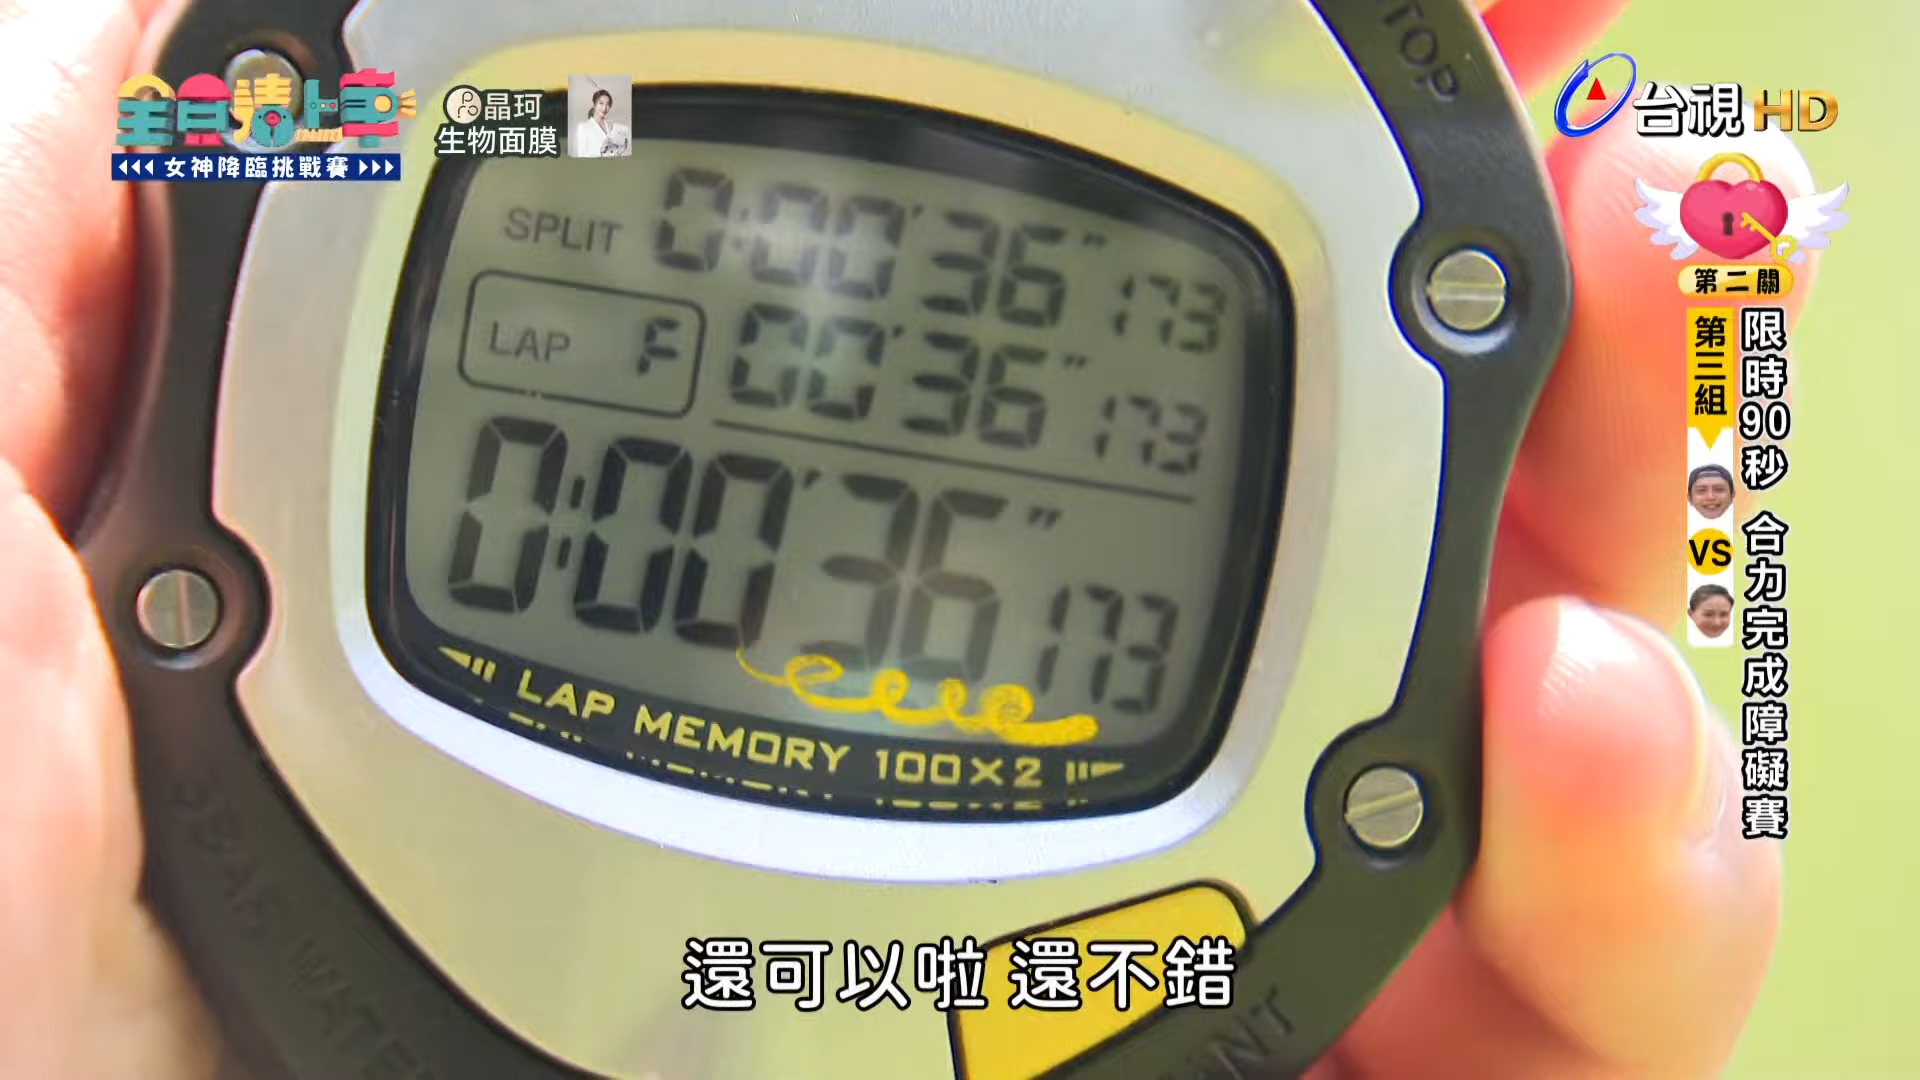 全員請上車
女神降臨挑戰賽
晶珂
生物面膜
台視 HD
第二關
限時90秒 合力完成障礙賽
第三組
VS
STOP
SPLIT 0:00'36"173
LAP F 00'36"173
0:00'36"173
LAP MEMORY 100×2
還可以啦 還不錯